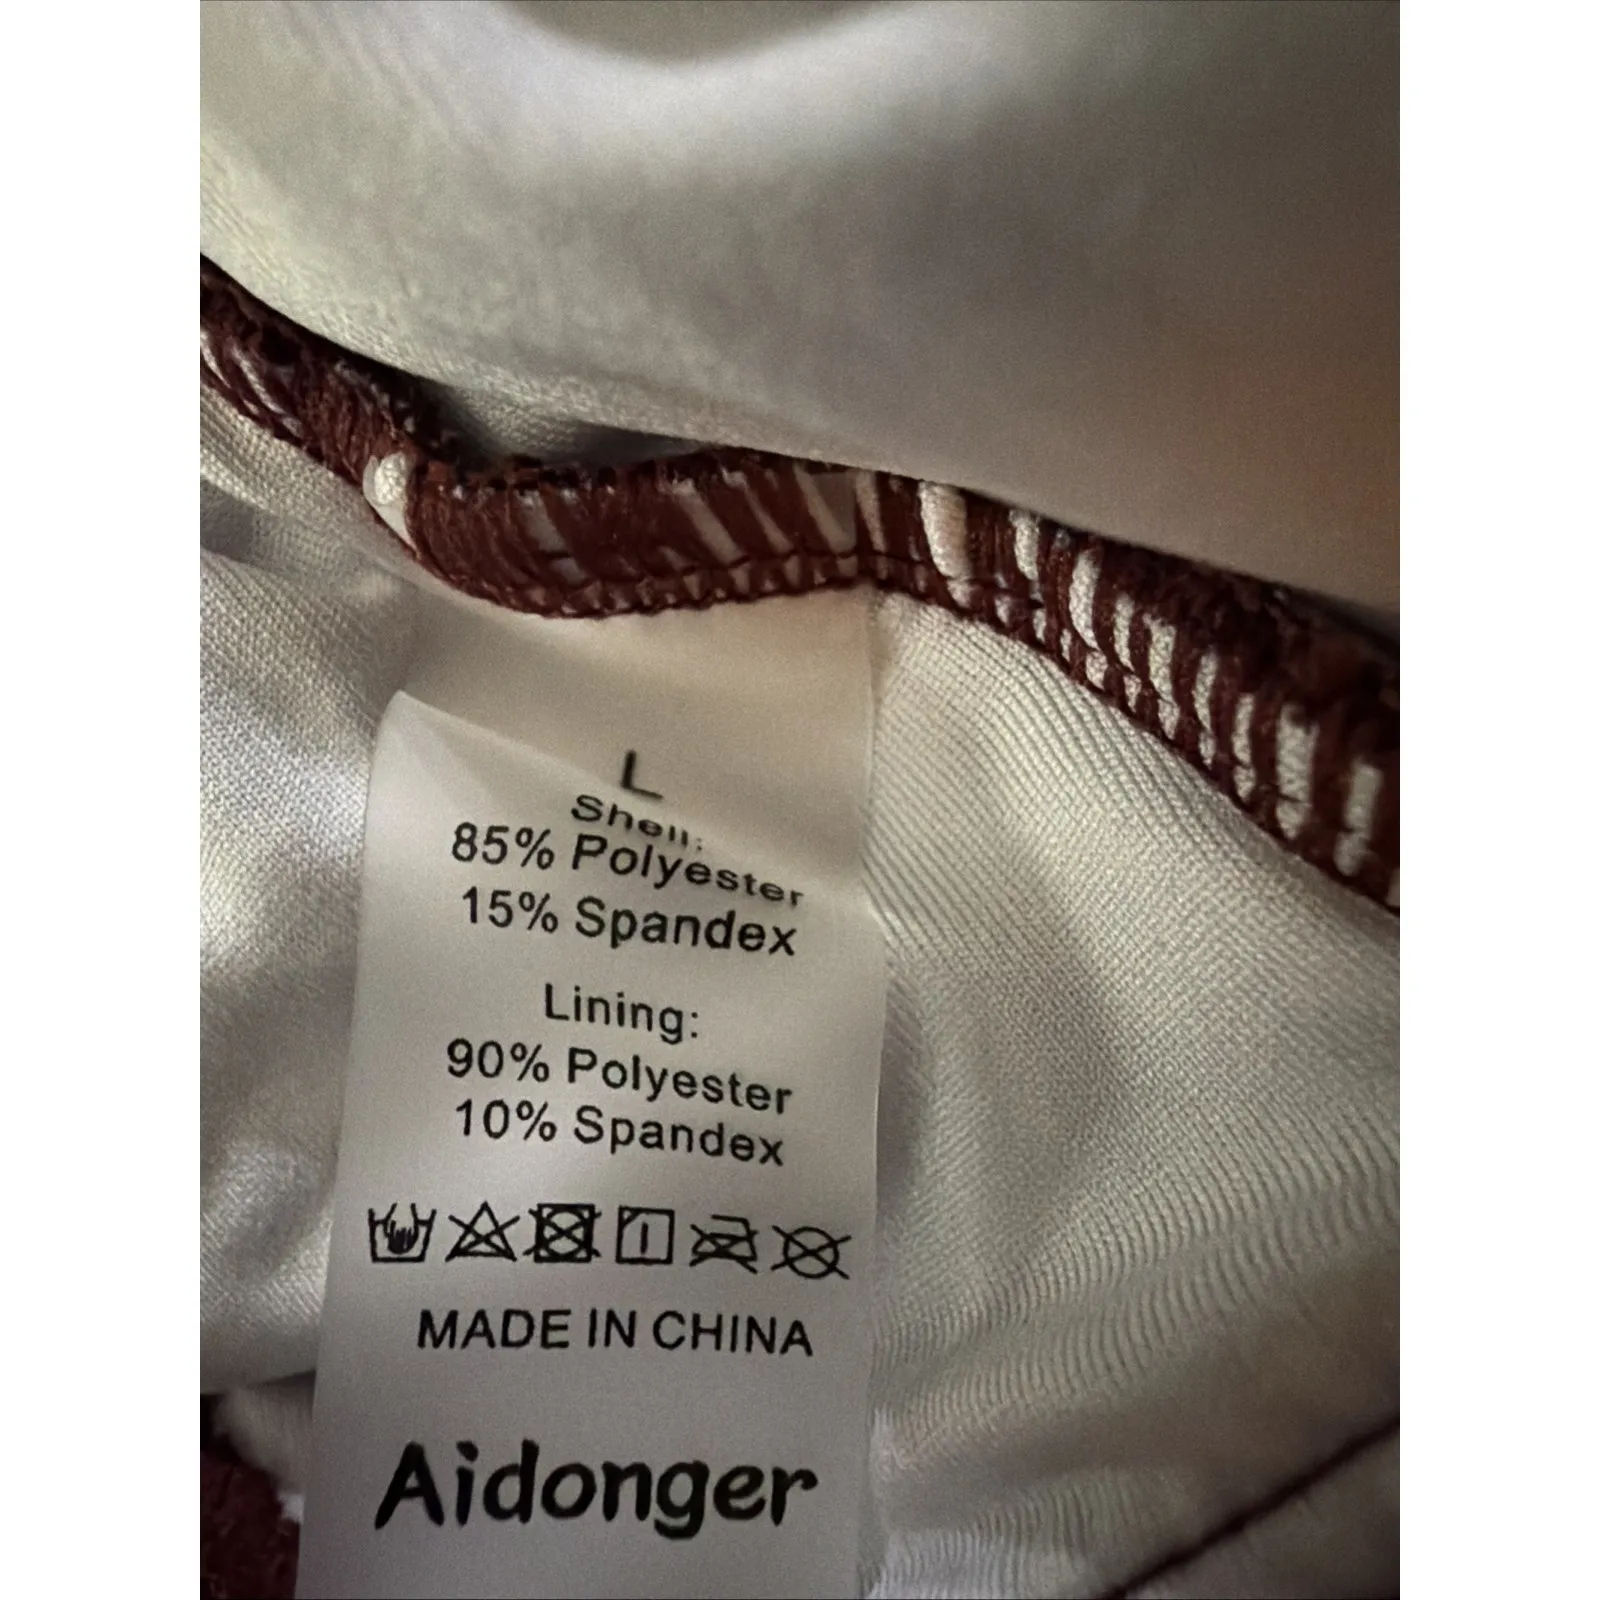 L
Shell:
85% Polyester
15% Spandex
Lining:
90% Polyester
10% Spandex
MADE IN CHINA
Aidonger